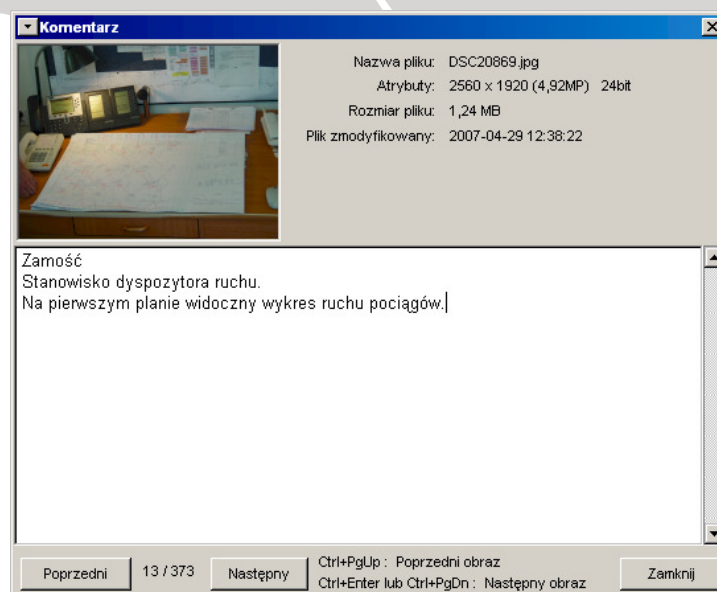 Komentarz
Nazwa pliku: DSC20869.jpg
Atrybuty: 2560 x 1920 (4,92MP) 24bit
Rozmiar pliku: 1,24 MB
Plik zmodyfikowany: 2007-04-29 12:38:22
Zamość
Stanowisko dyspozytora ruchu.
Na pierwszym planie widoczny wykres ruchu pociągów.
Poprzedni
13 / 373
Następny
Ctrl+PgUp : Poprzedni obraz
Ctrl+Enter lub Ctrl+PgDn : Następny obraz
Zamknij